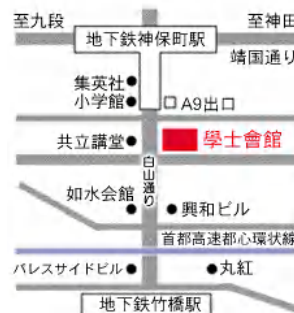 至九段
至神田
地下鉄神保町駅
靖国通り
集英社
小学館
A9出口
共立講堂
學士會館
白山通り
如水会館
興和ビル
首都高速都心環状線
パレスサイドビル
丸紅
地下鉄竹橋駅